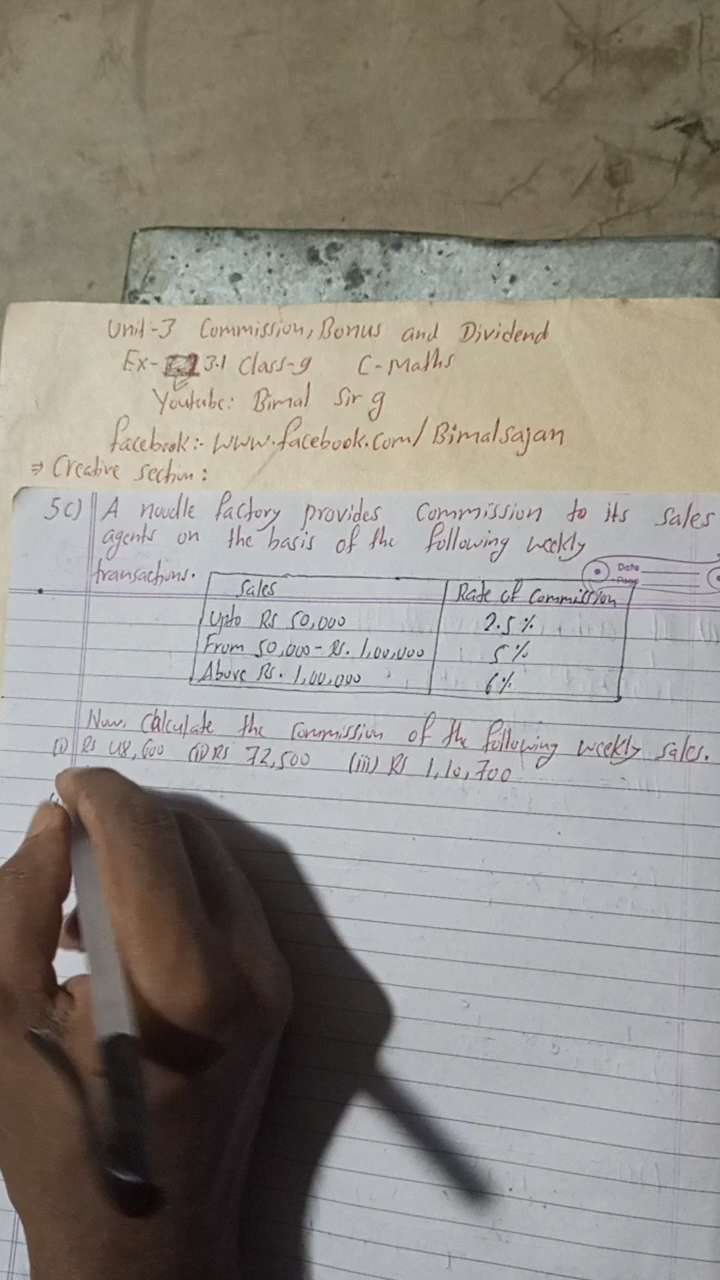 Unit-3 Commission, Bonus and Dividend
Ex- 3.1 Class-9 C-Maths
Youtube: Bimal Sir g
facebook:- www.facebook.com/Bimalsajan
⇒ Creative section:
5c) A noodle factory provides commission to its sales
agents on the basis of the following weekly
transactions.
Date
Page
Sales Rate of Commission
Upto Rs 50,000 2.5%
From 50,000 - Rs. 1,00,000 5%
Above Rs. 1,00,000 6%
Now, calculate the commission of the following weekly sales.
(i) Rs 48,600 (ii) Rs 72,500 (iii) Rs 1,10,700